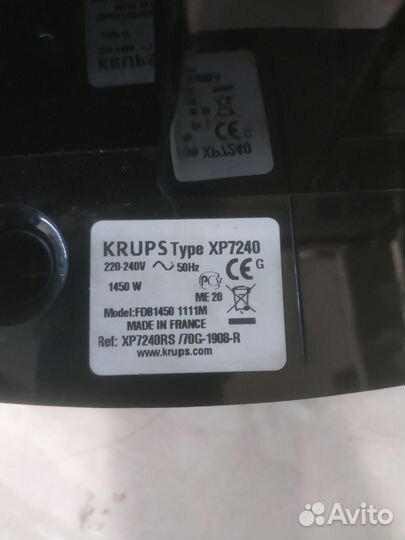 KRUPS Type XP7240
220-240V 50Hz
CE G
1450 W
ME 20
Model:FDB1450 1111M
MADE IN FRANCE
Ref: XP7240RS /70G-1908-R
www.krups.com
Avito